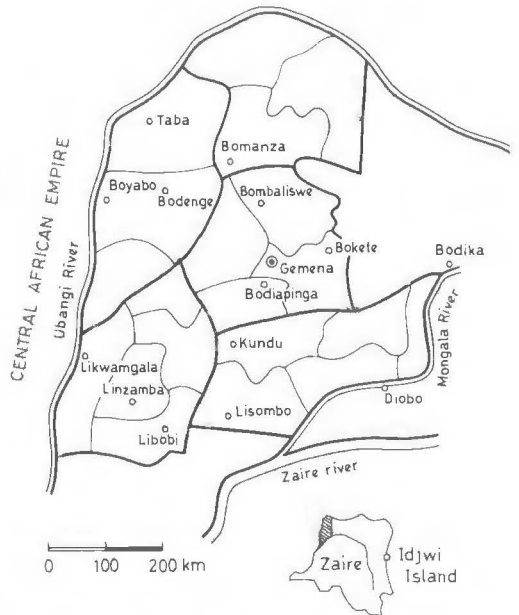 Taba
Bomanza
CENTRAL AFRICAN EMPIRE
Ubangi River
Boyabo
Bodenge
Bombaliswe
Bokete
Bodika
Gemena
Bodiapinga
Mongala River
Likwamgala
Kundu
Linzamba
Diobo
Lisombo
Libobi
Zaire river
0 100 200 km
Zaire
Idjwi
Island